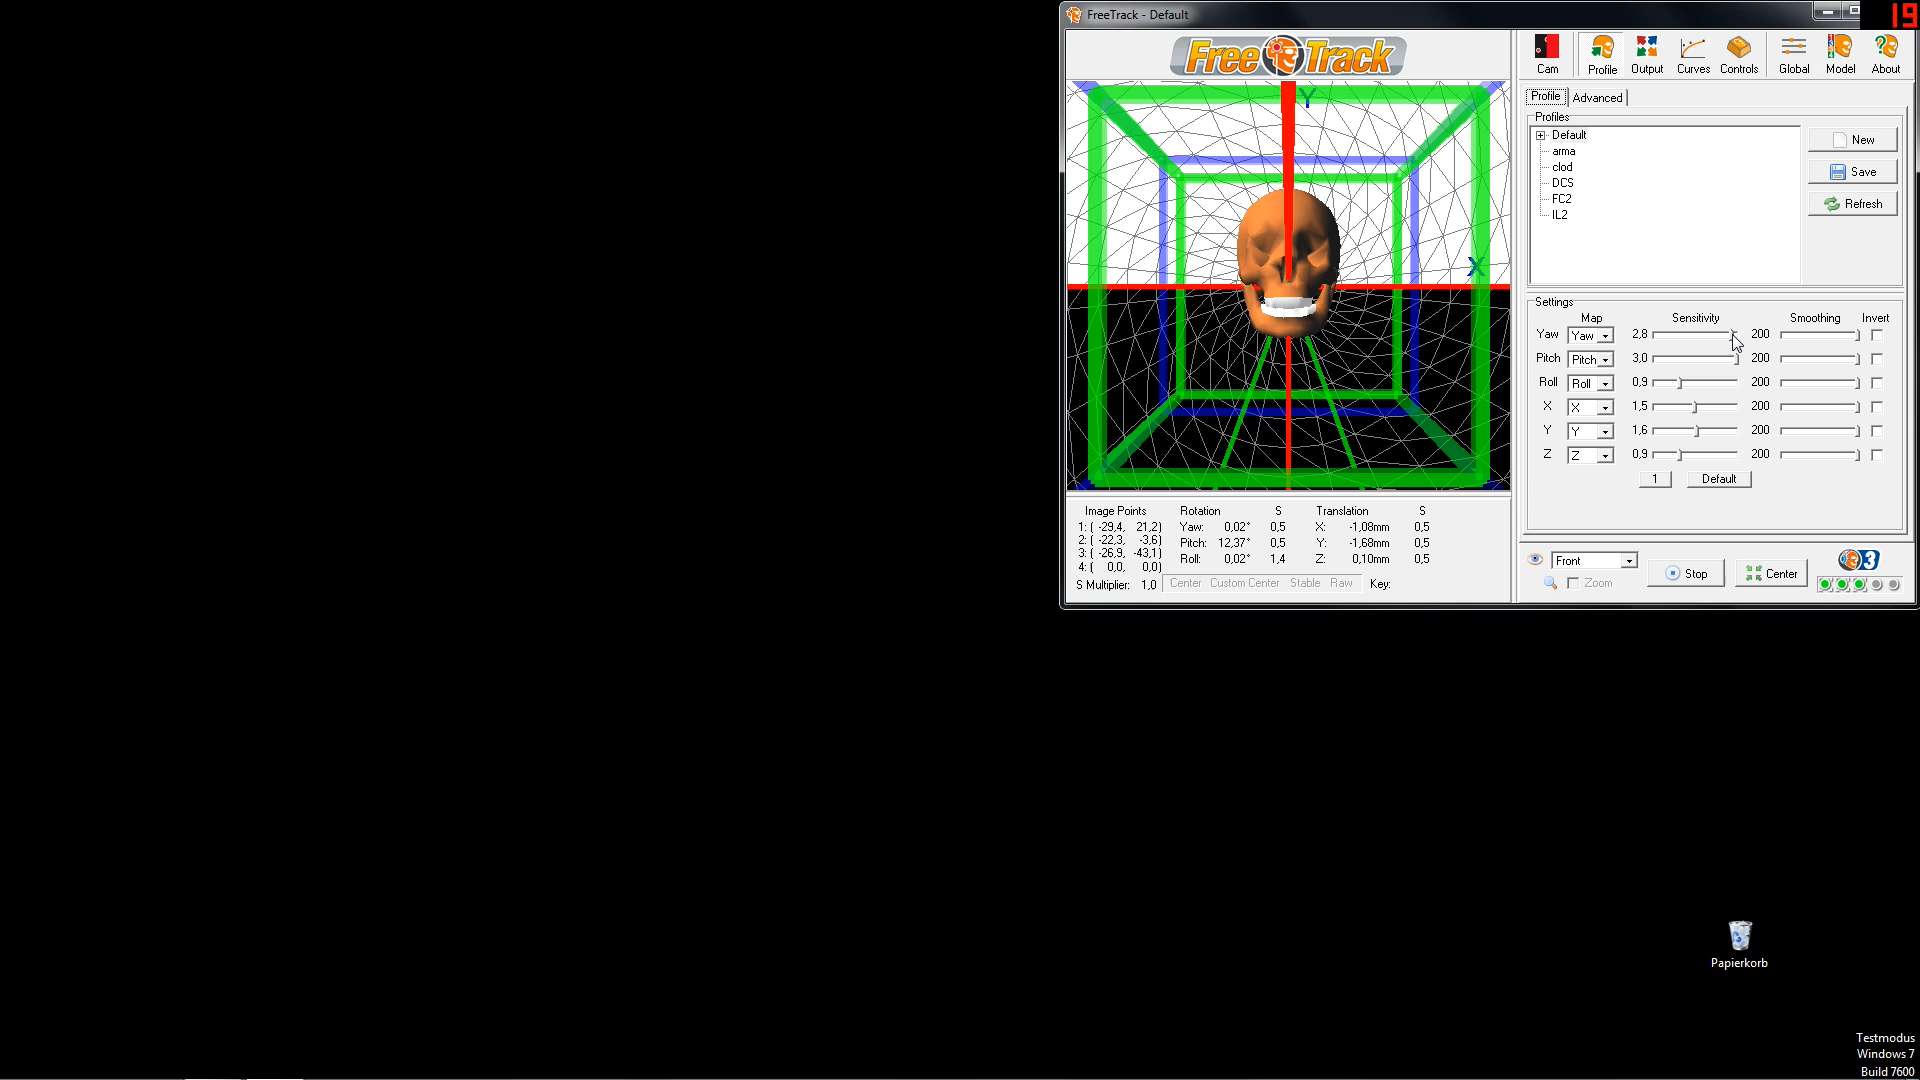 FreeTrack - Default
19
Free Track
Cam Profile Output Curves Controls Global Model About
Profile Advanced
Profiles
Default
arma
clod
DCS
FC2
IL2
New
Save
Refresh
Y
X
Settings
Map Sensitivity Smoothing Invert
Yaw Yaw 2,8 200
Pitch Pitch 3,0 200
Roll Roll 0,9 200
X X 1,5 200
Y Y 1,6 200
Z Z 0,9 200
1 Default
Image Points Rotation S Translation S
1: ( -29,4, 21,2) Yaw: 0,02° 0,5 X: -1,08mm 0,5
2: ( -22,3, -3,6) Pitch: 12,37° 0,5 Y: -1,68mm 0,5
3: ( -26,9, -43,1) Roll: 0,02° 1,4 Z: 0,10mm 0,5
4: ( 0,0, 0,0)
S Multiplier: 1,0 Center Custom Center Stable Raw Key:
Front
Zoom
Stop
Center
3
Papierkorb
Testmodus
Windows 7
Build 7600